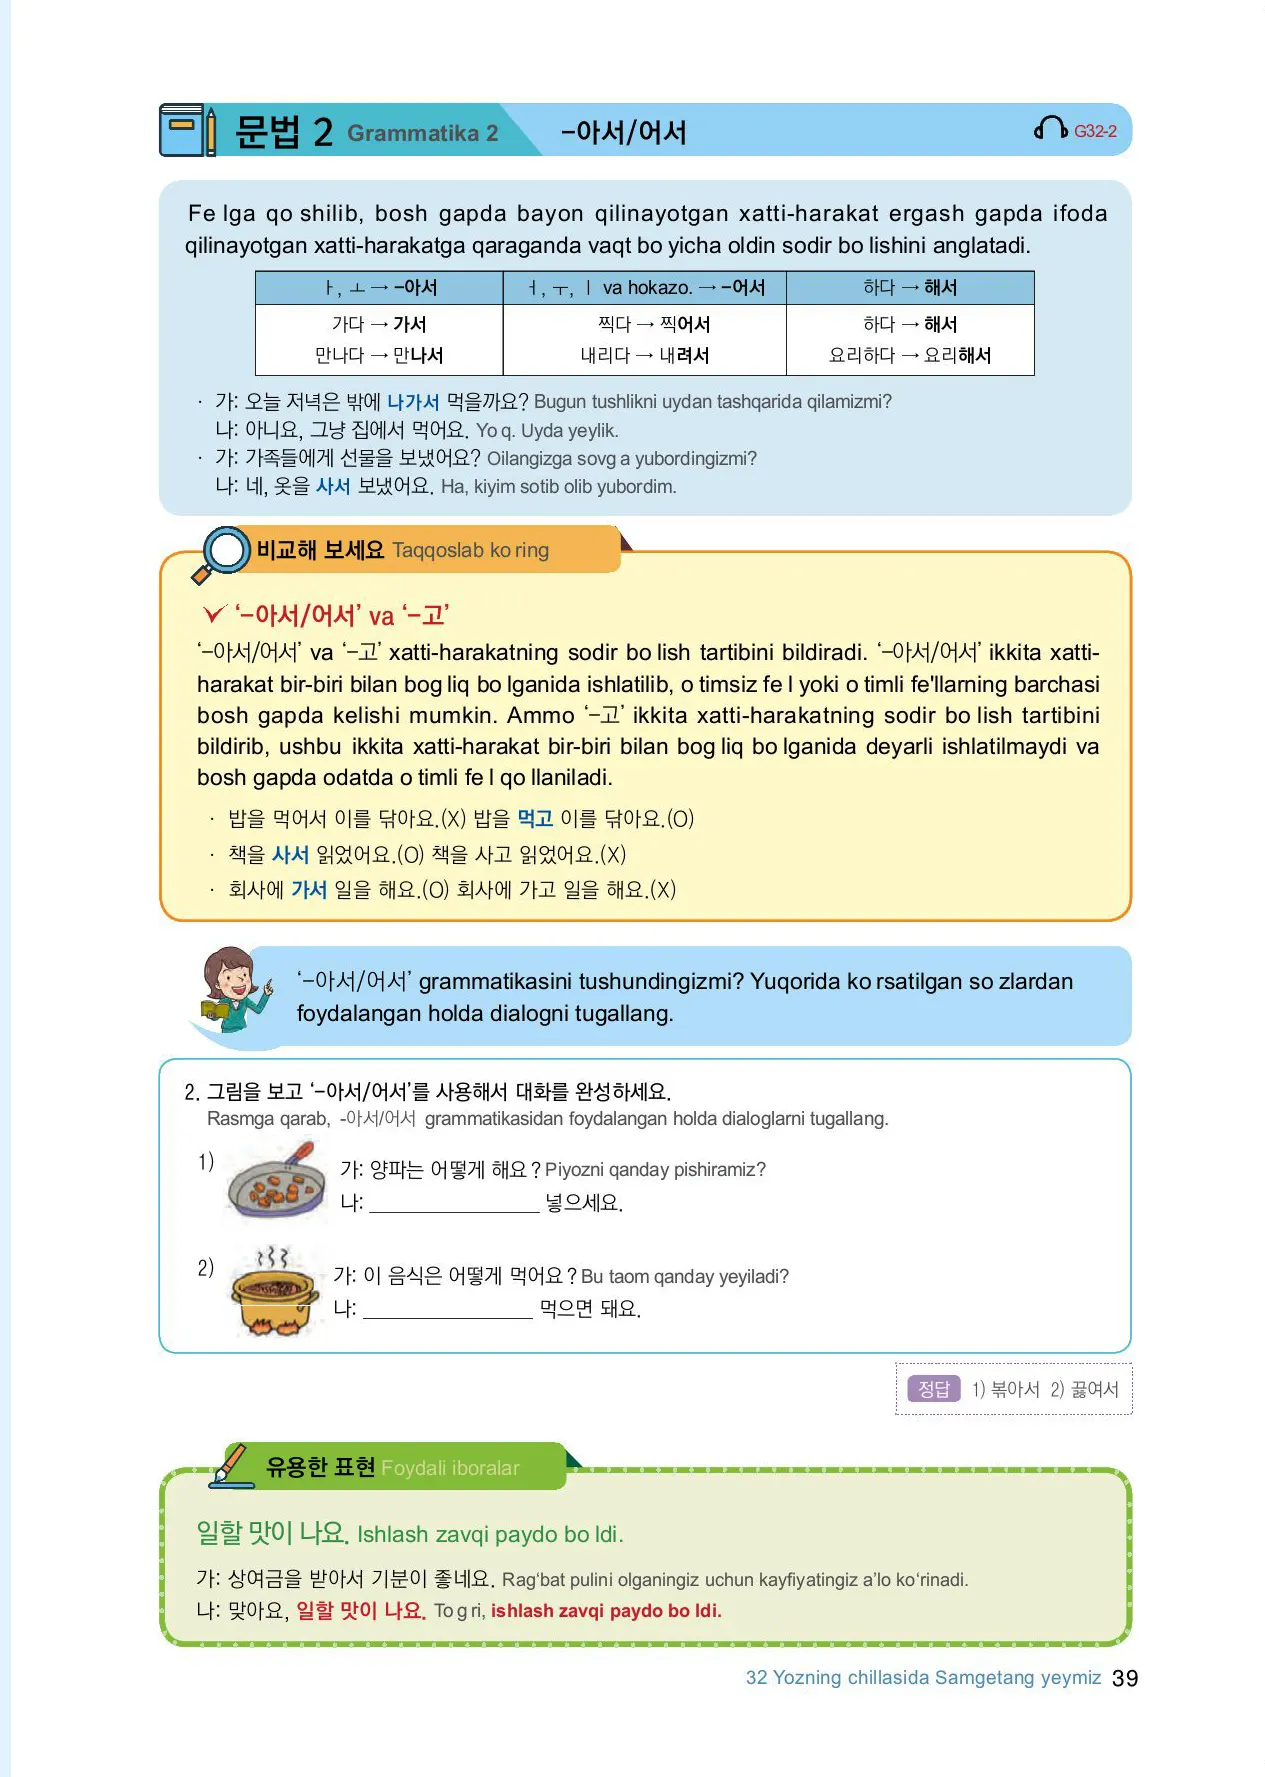 문법 2 Grammatika 2 -아서/어서 G32-2
Fe lga qo shilib, bosh gapda bayon qilinayotgan xatti-harakat ergash gapda ifoda
qilinayotgan xatti-harakatga qaraganda vaqt bo yicha oldin sodir bo lishini anglatadi.
ㅏ, ㅗ → -아서 ㅓ, ㅜ, ㅣ va hokazo. → -어서 하다 → 해서
가다 → 가서 찍다 → 찍어서 하다 → 해서
만나다 → 만나서 내리다 → 내려서 요리하다 → 요리해서
· 가: 오늘 저녁은 밖에 나가서 먹을까요? Bugun tushlikni uydan tashqarida qilamizmi?
나: 아니요, 그냥 집에서 먹어요. Yo q. Uyda yeylik.
· 가: 가족들에게 선물을 보냈어요? Oilangizga sovg a yubordingizmi?
나: 네, 옷을 사서 보냈어요. Ha, kiyim sotib olib yubordim.
비교해 보세요 Taqqoslab ko ring
‘-아서/어서’ va ‘-고’
‘-아서/어서’ va ‘-고’ xatti-harakatning sodir bo lish tartibini bildiradi. ‘-아서/어서’ ikkita xatti-
harakat bir-biri bilan bog liq bo lganida ishlatilib, o timsiz fe l yoki o timli fe'llarning barchasi
bosh gapda kelishi mumkin. Ammo ‘-고’ ikkita xatti-harakatning sodir bo lish tartibini
bildirib, ushbu ikkita xatti-harakat bir-biri bilan bog liq bo lganida deyarli ishlatilmaydi va
bosh gapda odatda o timli fe l qo llaniladi.
· 밥을 먹어서 이를 닦아요.(X) 밥을 먹고 이를 닦아요.(O)
· 책을 사서 읽었어요.(O) 책을 사고 읽었어요.(X)
· 회사에 가서 일을 해요.(O) 회사에 가고 일을 해요.(X)
‘-아서/어서’ grammatikasini tushundingizmi? Yuqorida ko rsatilgan so zlardan
foydalangan holda dialogni tugallang.
2. 그림을 보고 ‘-아서/어서’를 사용해서 대화를 완성하세요.
Rasmga qarab, -아서/어서 grammatikasidan foydalangan holda dialoglarni tugallang.
1) 가: 양파는 어떻게 해요? Piyozni qanday pishiramiz?
나: ________________ 넣으세요.
2) 가: 이 음식은 어떻게 먹어요? Bu taom qanday yeyiladi?
나: ________________ 먹으면 돼요.
정답 1) 볶아서 2) 끓여서
유용한 표현 Foydali iboralar
일할 맛이 나요. Ishlash zavqi paydo bo ldi.
가: 상여금을 받아서 기분이 좋네요. Rag‘bat pulini olganingiz uchun kayfiyatingiz a’lo ko‘rinadi.
나: 맞아요, 일할 맛이 나요. To g ri, ishlash zavqi paydo bo ldi.
32 Yozning chillasida Samgetang yeymiz 39